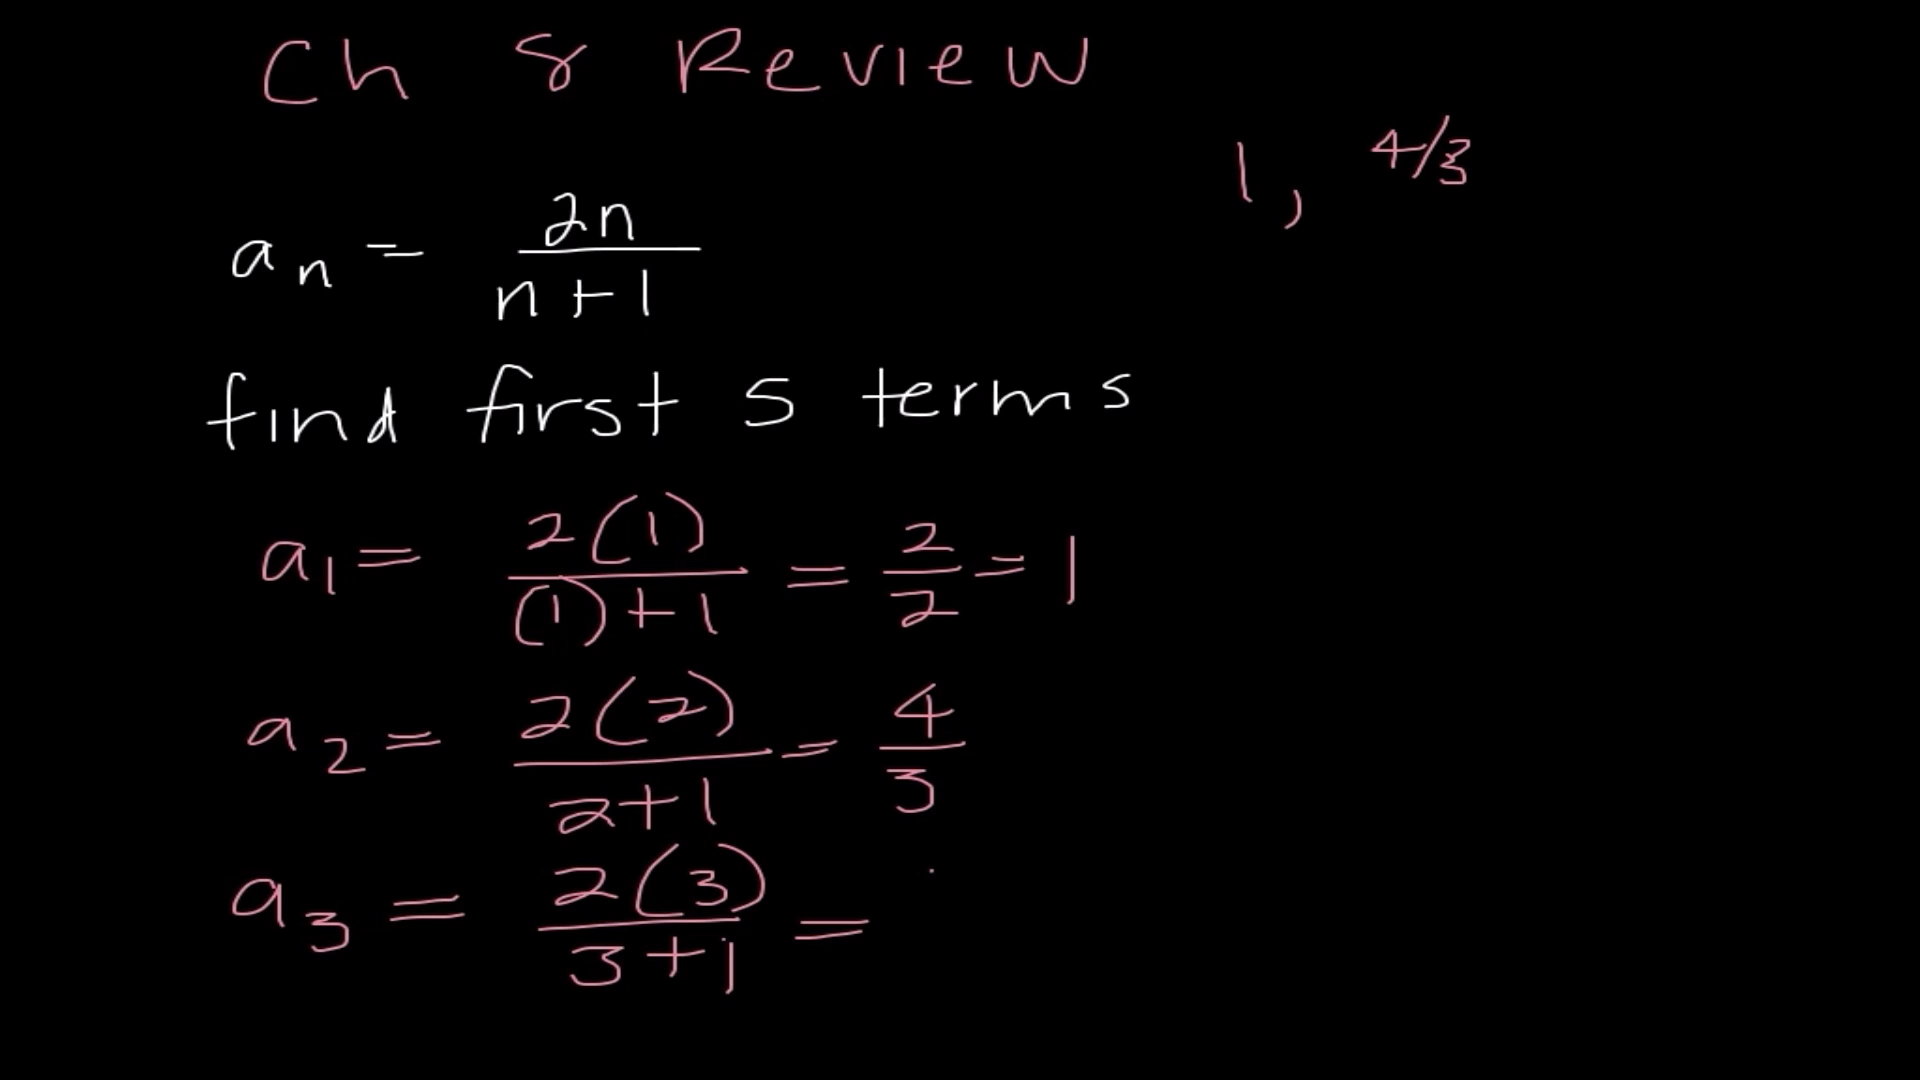 Ch 8 Review
1, 4/3
aₙ = 2n/(n+1)
find first 5 terms
a₁ = 2(1)/((1)+1) = 2/2 = 1
a₂ = 2(2)/(2+1) = 4/3
a₃ = 2(3)/(3+1) =